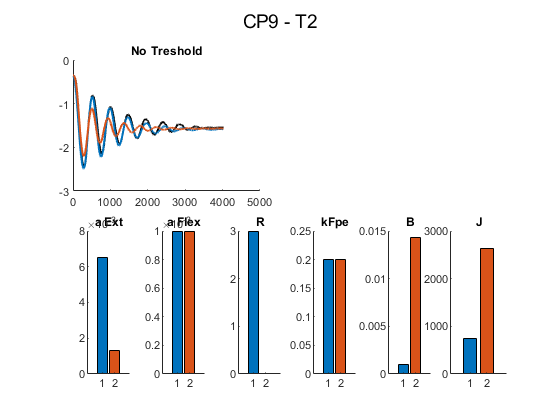 CP9 - T2
No Treshold
0
-1
-2
-3
0 1000 2000 3000 4000 5000
a Ext a Flex R kFpe B J
8 1 3 0.25 0.015 3000
6 0.8 0.2 2000
4 0.6 2 0.15 0.01
2 0.4 1 0.1 0.005 1000
0.2 0.05
0 0 0 0 0 0
1 2 1 2 1 2 1 2 1 2 1 2